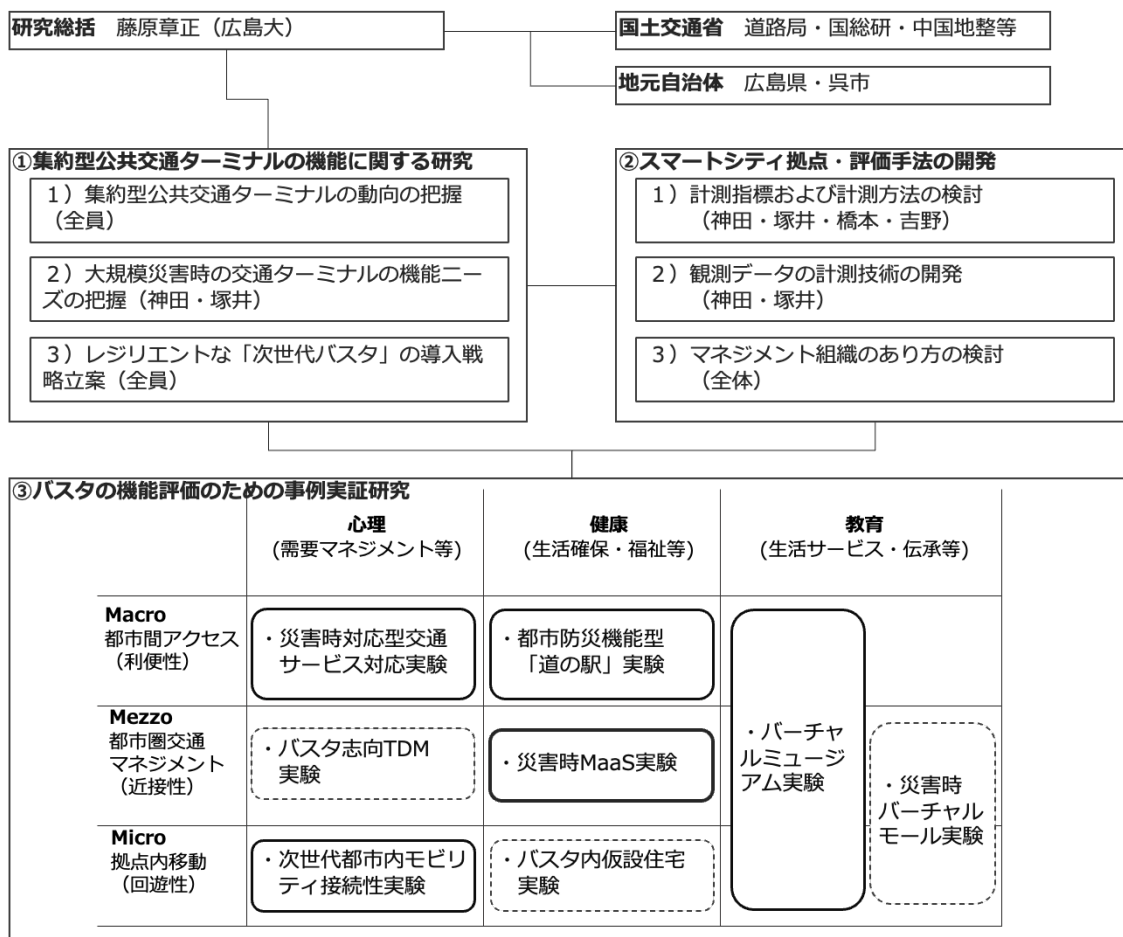 研究総括　藤原章正（広島大）
国土交通省　道路局・国総研・中国地整等
地元自治体　広島県・呉市
①集約型公共交通ターミナルの機能に関する研究
１）集約型公共交通ターミナルの動向の把握
（全員）
２）大規模災害時の交通ターミナルの機能ニー
ズの把握（神田・塚井）
３）レジリエントな「次世代バスタ」の導入戦
略立案（全員）
②スマートシティ拠点・評価手法の開発
１）計測指標および計測方法の検討
（神田・塚井・橋本・吉野）
２）観測データの計測技術の開発
（神田・塚井）
３）マネジメント組織のあり方の検討
（全体）
③バスタの機能評価のための事例実証研究
心理
(需要マネジメント等)
健康
(生活確保・福祉等)
教育
(生活サービス・伝承等)
Macro
都市間アクセス
（利便性）
・災害時対応型交通
サービス対応実験
・都市防災機能型
「道の駅」実験
Mezzo
都市圏交通
マネジメント
（近接性）
・バスタ志向TDM
実験
・災害時MaaS実験
・バーチャ
ルミュージ
アム実験
・災害時
バーチャル
モール実験
Micro
拠点内移動
（回遊性）
・次世代都市内モビリ
ティ接続性実験
・バスタ内仮設住宅
実験